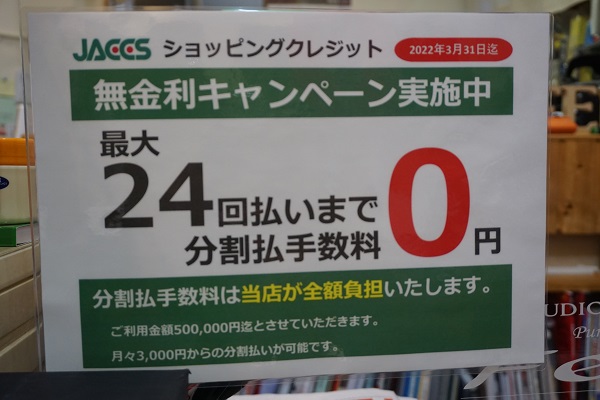 JACCS ショッピングクレジット 2022年3月31日迄
無金利キャンペーン実施中
最大
24回払いまで
分割払手数料 0円
分割払手数料は当店が全額負担いたします。
ご利用金額500,000円迄とさせていただきます。
月々3,000円からの分割払いが可能です。
UDIO
Pu
Fe